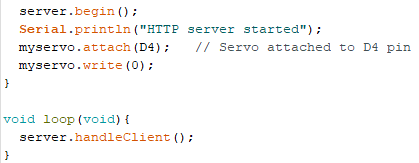 server.begin();
Serial.println("HTTP server started");
myservo.attach(D4);   // Servo attached to D4 pin
myservo.write(0);
}
void loop(void){
server.handleClient();
}